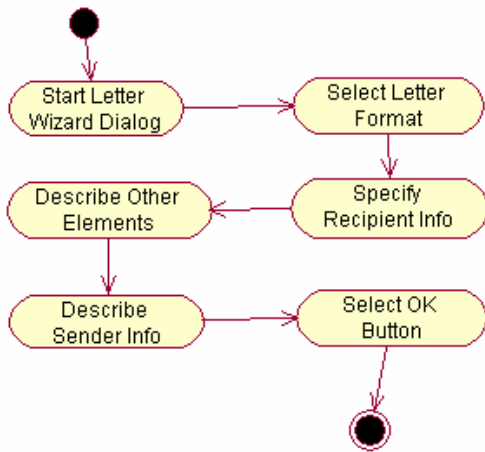 Start Letter
Wizard Dialog
Select Letter
Format
Describe Other
Elements
Specify
Recipient Info
Describe
Sender Info
Select OK
Button